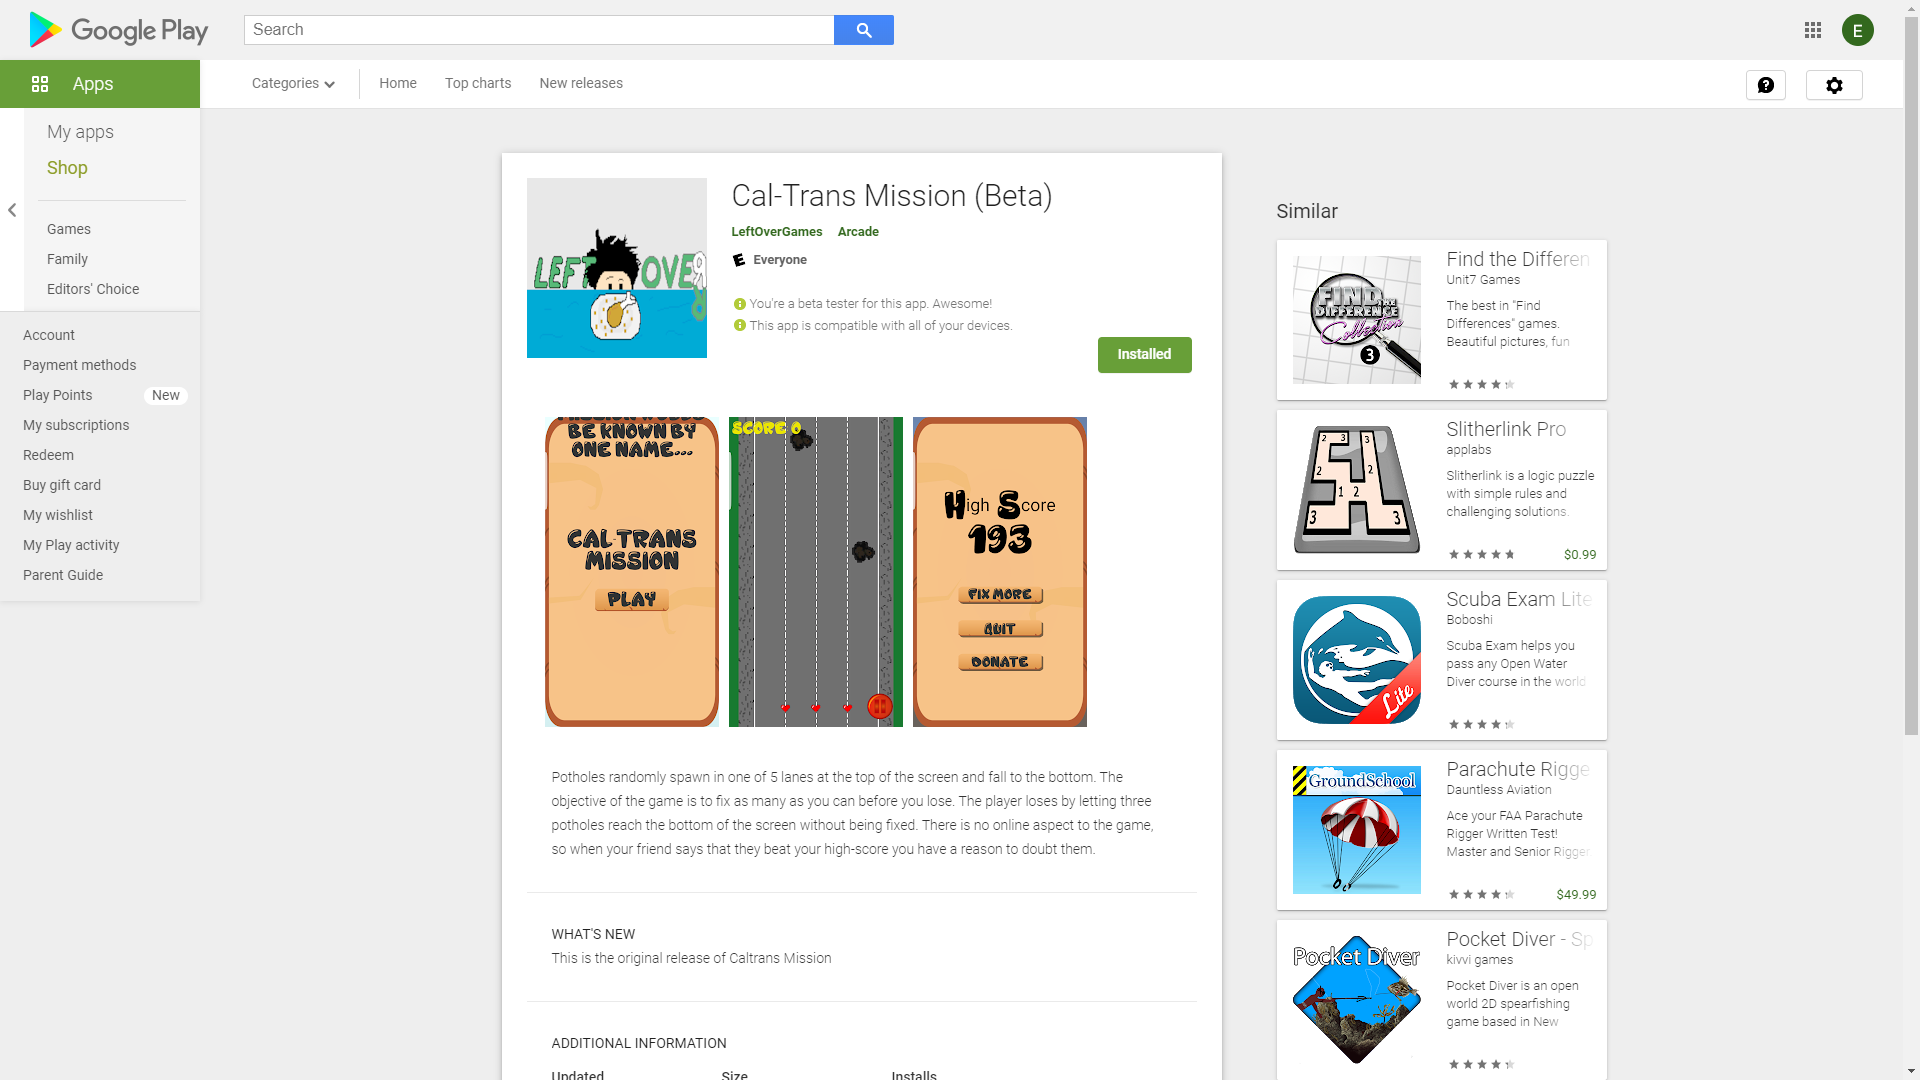 Google Play
Search
E
Apps
Categories
Home
Top charts
New releases
My apps
Shop
Games
Family
Editors' Choice
Account
Payment methods
Play Points
New
My subscriptions
Redeem
Buy gift card
My wishlist
My Play activity
Parent Guide
LEFT OVER
Cal-Trans Mission (Beta)
LeftOverGames
Arcade
E
Everyone
You're a beta tester for this app. Awesome!
This app is compatible with all of your devices.
Installed
BE KNOWN BY
ONE NAME...
CAL-TRANS
MISSION
PLAY
SCORE 0
High Score
193
FIX MORE
QUIT
DONATE
Potholes randomly spawn in one of 5 lanes at the top of the screen and fall to the bottom. The
objective of the game is to fix as many as you can before you lose. The player loses by letting three
potholes reach the bottom of the screen without being fixed. There is no online aspect to the game,
so when your friend says that they beat your high-score you have a reason to doubt them.
WHAT'S NEW
This is the original release of Caltrans Mission
ADDITIONAL INFORMATION
Updated
Size
Installs
Similar
FIND THE
DIFFERENCE
Collection
3
Find the Differen
Unit7 Games
The best in "Find
Differences" games.
Beautiful pictures, fun
2 3 3
2 2
1 2
3 3
Slitherlink Pro
applabs
Slitherlink is a logic puzzle
with simple rules and
challenging solutions.
$0.99
Lite
Scuba Exam Lite
Boboshi
Scuba Exam helps you
pass any Open Water
Diver course in the world
GroundSchool
Parachute Rigge
Dauntless Aviation
Ace your FAA Parachute
Rigger Written Test!
Master and Senior Rigger
$49.99
Pocket Diver
Pocket Diver - Sp
kivvi games
Pocket Diver is an open
world 2D spearfishing
game based in New